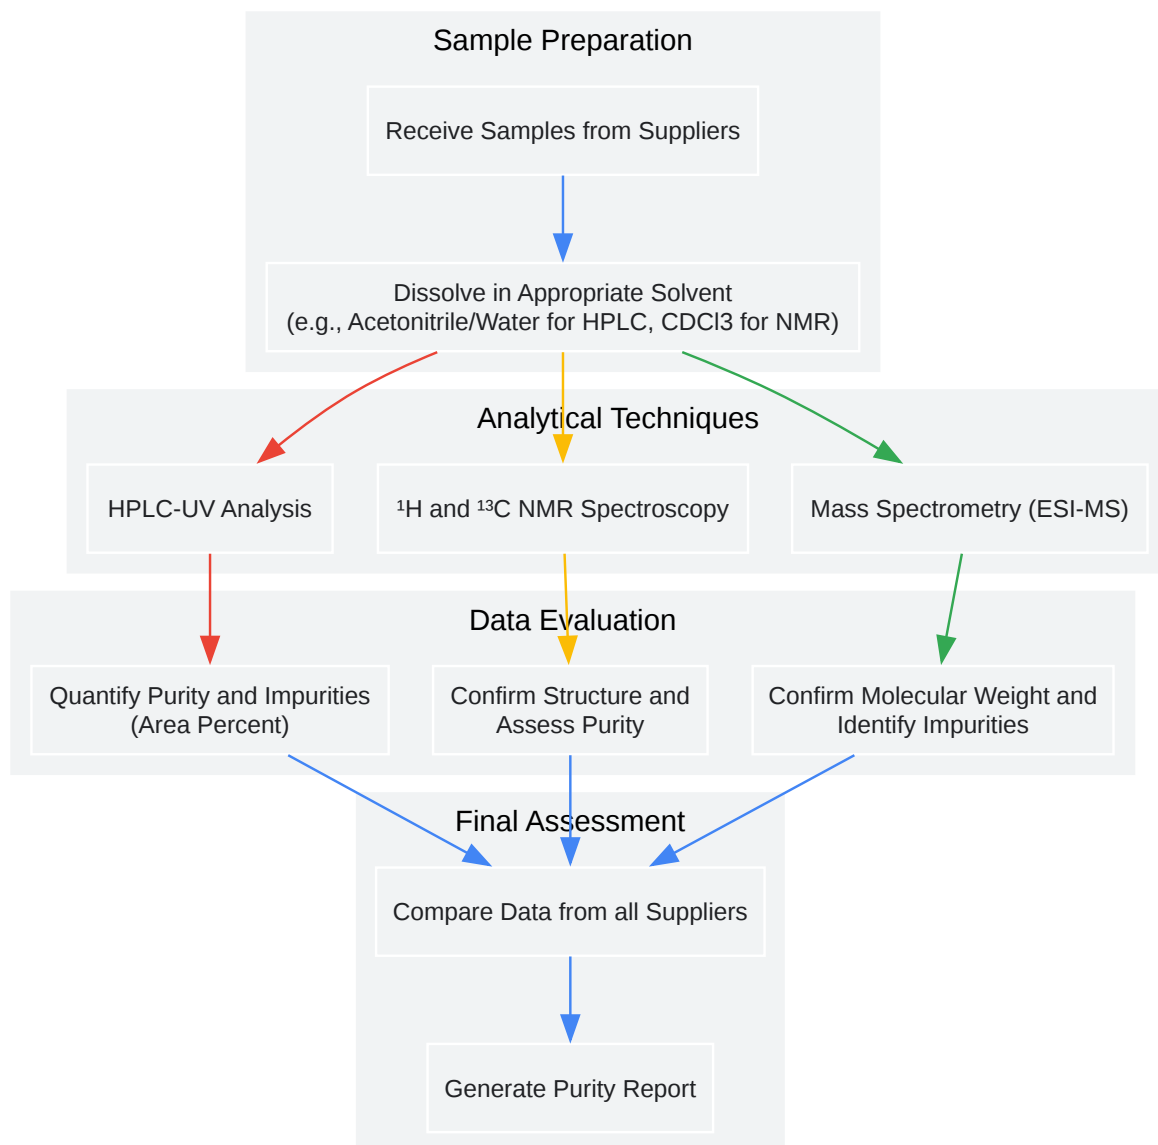 Sample Preparation
Receive Samples from Suppliers
Dissolve in Appropriate Solvent
(e.g., Acetonitrile/Water for HPLC, CDCl3 for NMR)
Analytical Techniques
HPLC-UV Analysis
¹H and ¹³C NMR Spectroscopy
Mass Spectrometry (ESI-MS)
Data Evaluation
Quantify Purity and Impurities
(Area Percent)
Confirm Structure and
Assess Purity
Confirm Molecular Weight and
Identify Impurities
Final Assessment
Compare Data from all Suppliers
Generate Purity Report